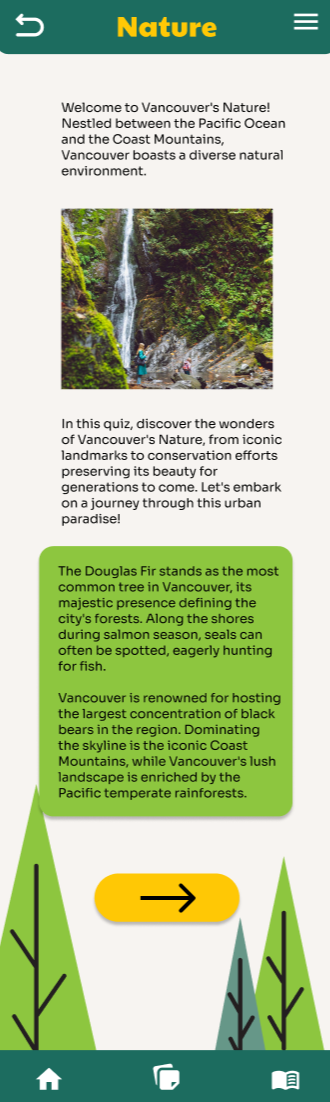 Nature
Welcome to Vancouver's Nature!
Nestled between the Pacific Ocean
and the Coast Mountains,
Vancouver boasts a diverse natural
environment.
In this quiz, discover the wonders
of Vancouver's Nature, from iconic
landmarks to conservation efforts
preserving its beauty for
generations to come. Let's embark
on a journey through this urban
paradise!
The Douglas Fir stands as the most
common tree in Vancouver, its
majestic presence defining the
city's forests. Along the shores
during salmon season, seals can
often be spotted, eagerly hunting
for fish.
Vancouver is renowned for hosting
the largest concentration of black
bears in the region. Dominating
the skyline is the iconic Coast
Mountains, while Vancouver's lush
landscape is enriched by the
Pacific temperate rainforests.